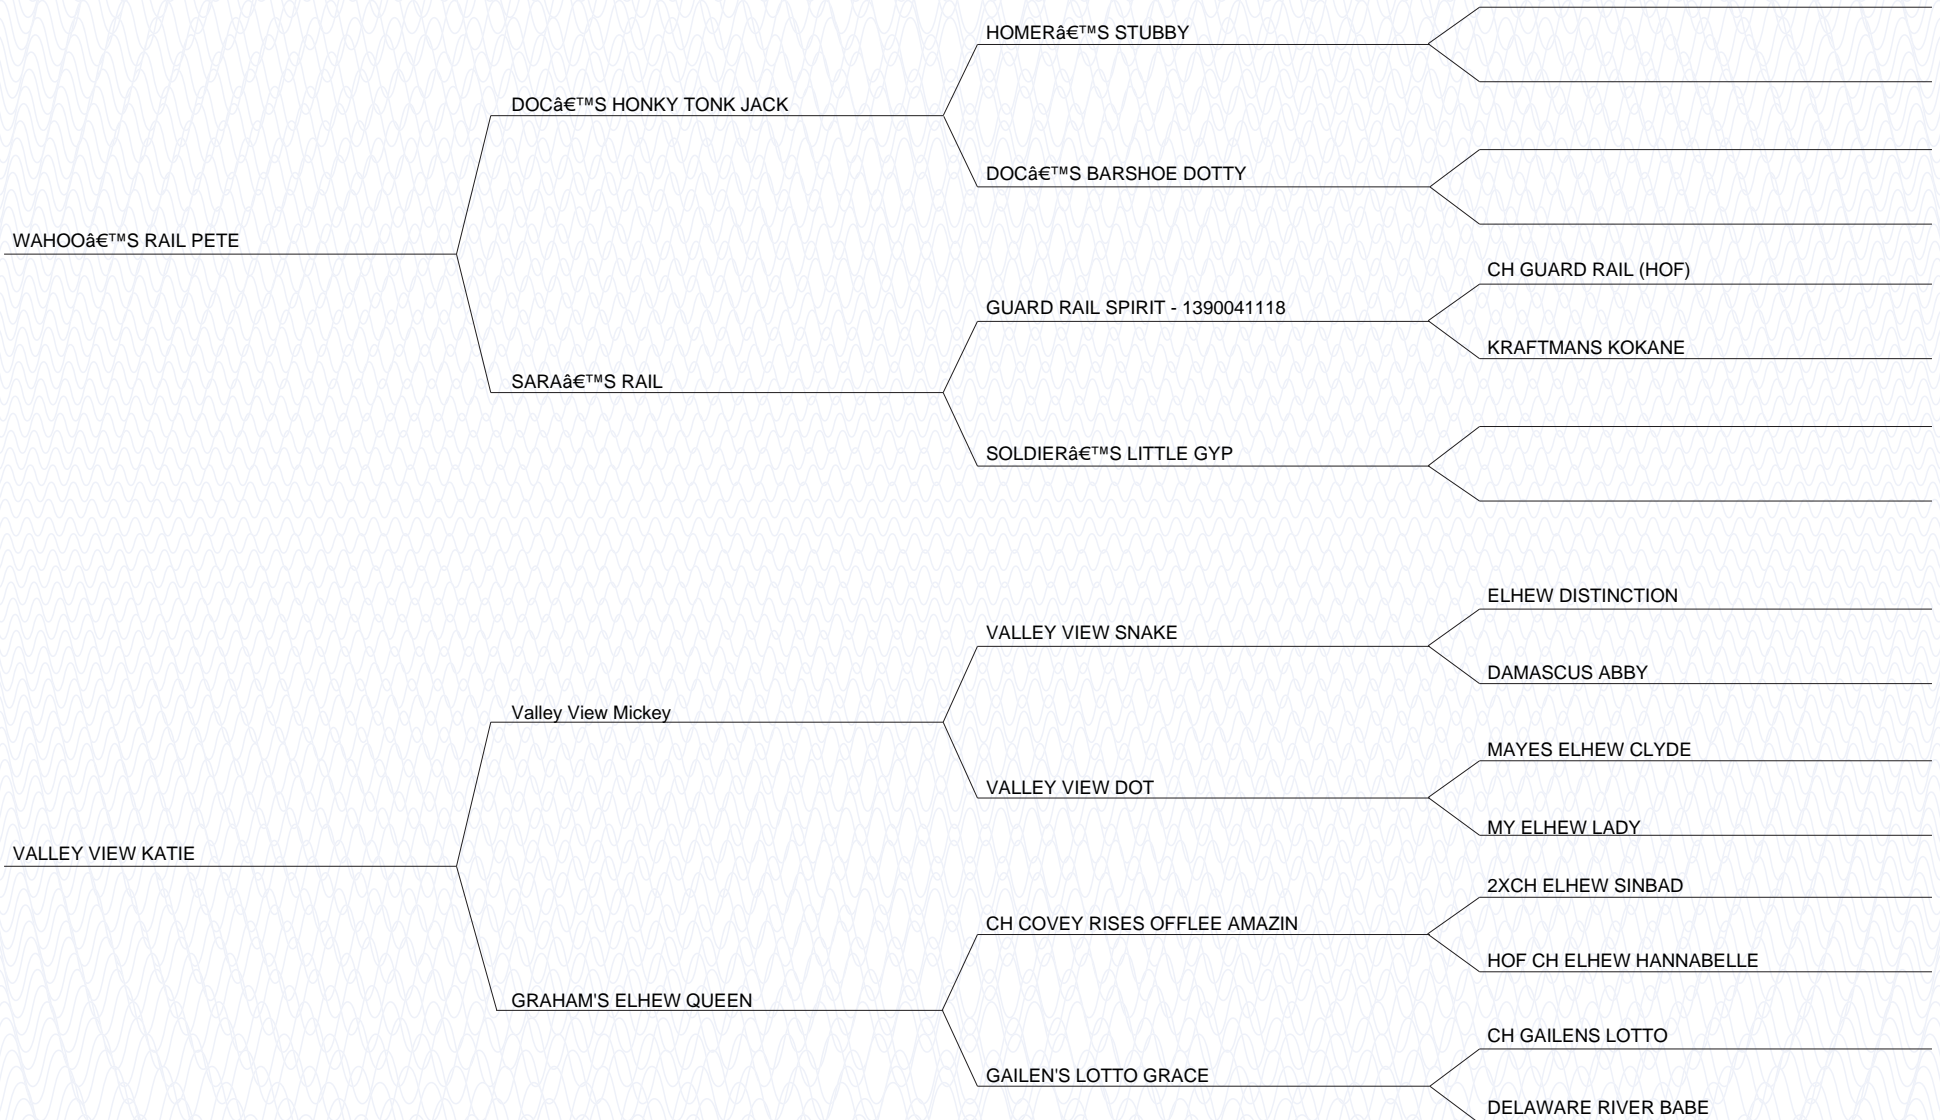 HOMERâ€™S STUBBY
DOCâ€™S HONKY TONK JACK
DOCâ€™S BARSHOE DOTTY
WAHOOâ€™S RAIL PETE
CH GUARD RAIL (HOF)
GUARD RAIL SPIRIT - 1390041118
KRAFTMANS KOKANE
SARAâ€™S RAIL
SOLDIERâ€™S LITTLE GYP
ELHEW DISTINCTION
VALLEY VIEW SNAKE
DAMASCUS ABBY
Valley View Mickey
MAYES ELHEW CLYDE
VALLEY VIEW DOT
MY ELHEW LADY
VALLEY VIEW KATIE
2XCH ELHEW SINBAD
CH COVEY RISES OFFLEE AMAZIN
HOF CH ELHEW HANNABELLE
GRAHAM'S ELHEW QUEEN
CH GAILENS LOTTO
GAILEN'S LOTTO GRACE
DELAWARE RIVER BABE